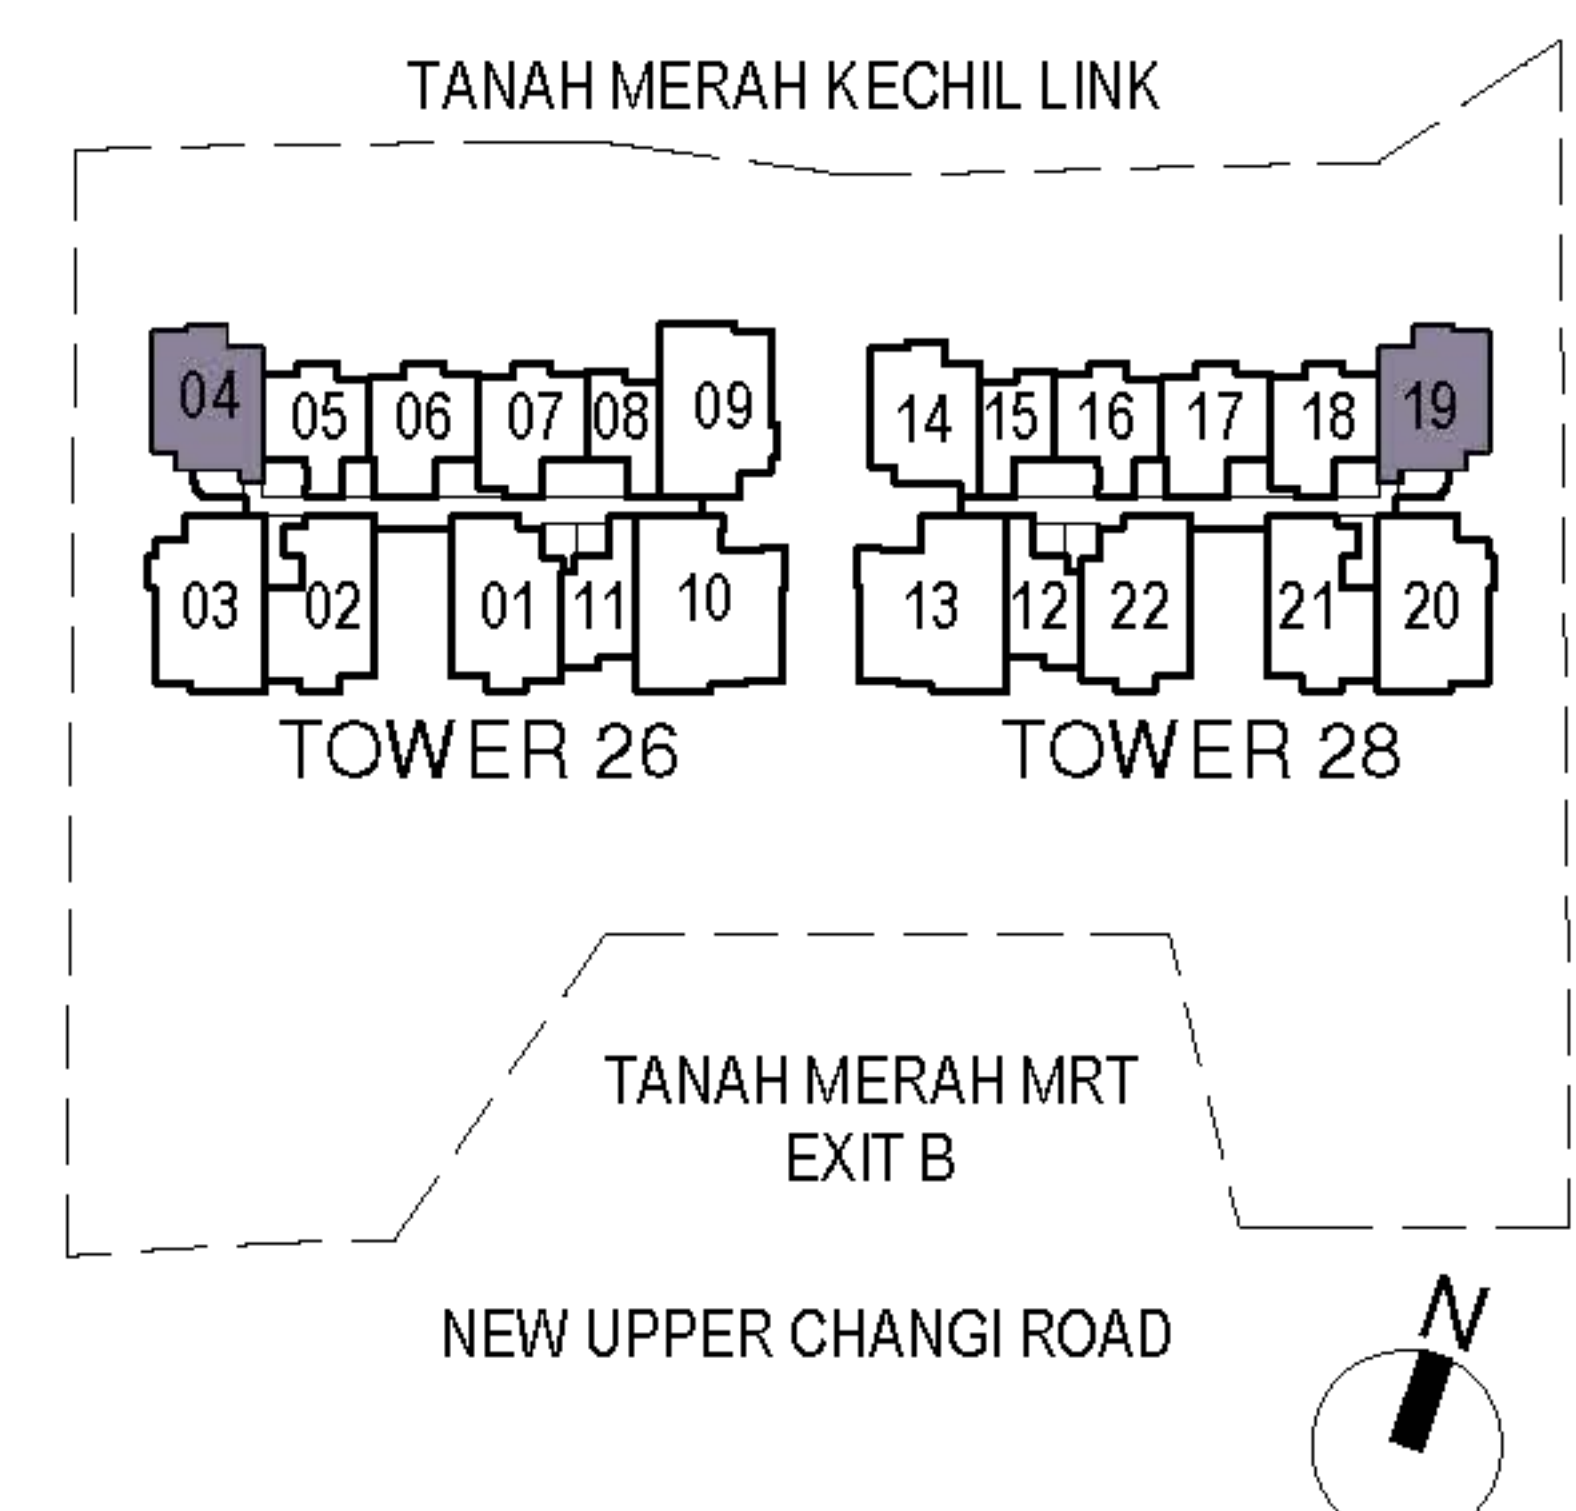 TANAH MERAH KECHIL LINK
04 05 06 07 08 09 14 15 16 17 18 19
03 02 01 11 10 13 12 22 21 20
TOWER 26 TOWER 28
TANAH MERAH MRT
EXIT B
NEW UPPER CHANGI ROAD
N